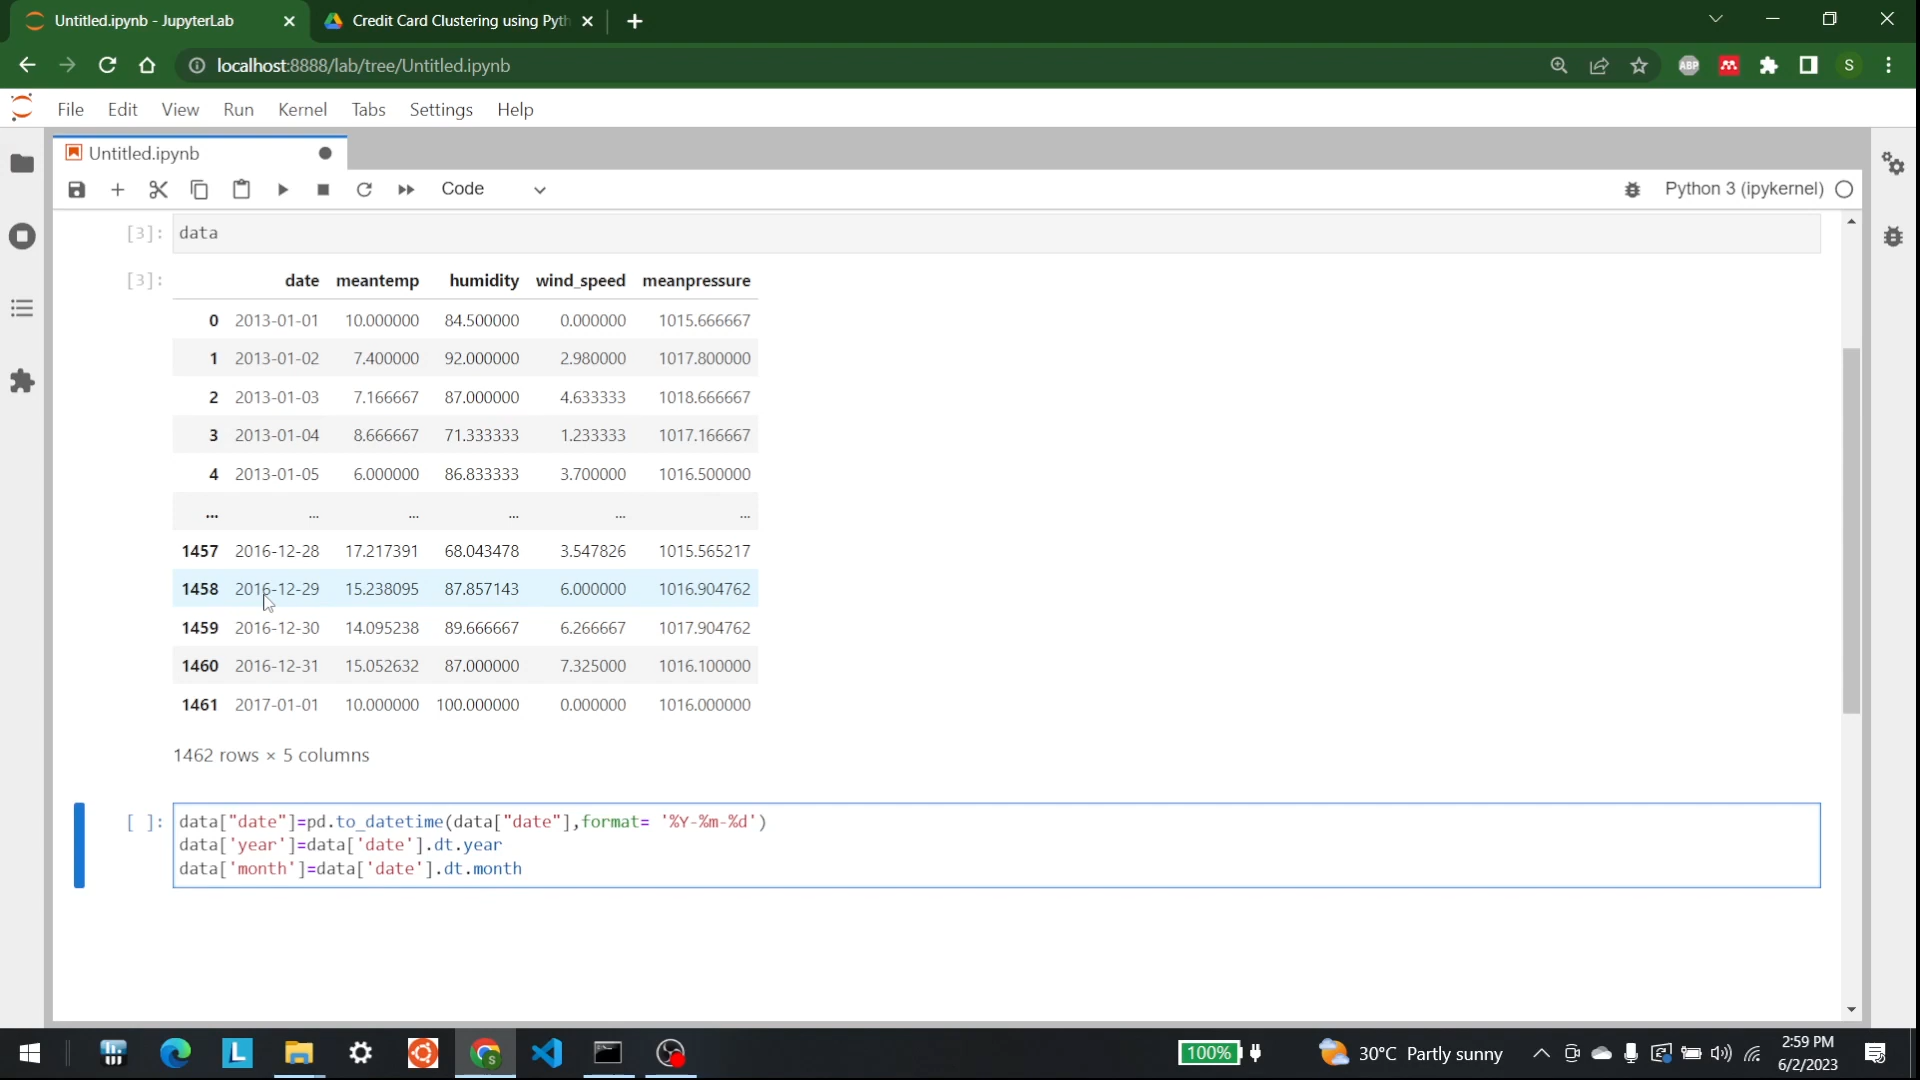 Untitled.ipynb - JupyterLab
Credit Card Clustering using Pyth
localhost:8888/lab/tree/Untitled.ipynb
ABP
S
File Edit View Run Kernel Tabs Settings Help
Untitled.ipynb
Code
Python 3 (ipykernel)
[3]: data
[3]: date meantemp humidity wind_speed meanpressure
0 2013-01-01 10.000000 84.500000 0.000000 1015.666667
1 2013-01-02 7.400000 92.000000 2.980000 1017.800000
2 2013-01-03 7.166667 87.000000 4.633333 1018.666667
3 2013-01-04 8.666667 71.333333 1.233333 1017.166667
4 2013-01-05 6.000000 86.833333 3.700000 1016.500000
... ... ... ... ... ...
1457 2016-12-28 17.217391 68.043478 3.547826 1015.565217
1458 2016-12-29 15.238095 87.857143 6.000000 1016.904762
1459 2016-12-30 14.095238 89.666667 6.266667 1017.904762
1460 2016-12-31 15.052632 87.000000 7.325000 1016.100000
1461 2017-01-01 10.000000 100.000000 0.000000 1016.000000
1462 rows × 5 columns
[ ]: data["date"]=pd.to_datetime(data["date"],format= '%Y-%m-%d')
data['year']=data['date'].dt.year
data['month']=data['date'].dt.month
L
S
100%
30°C Partly sunny
2:59 PM
6/2/2023